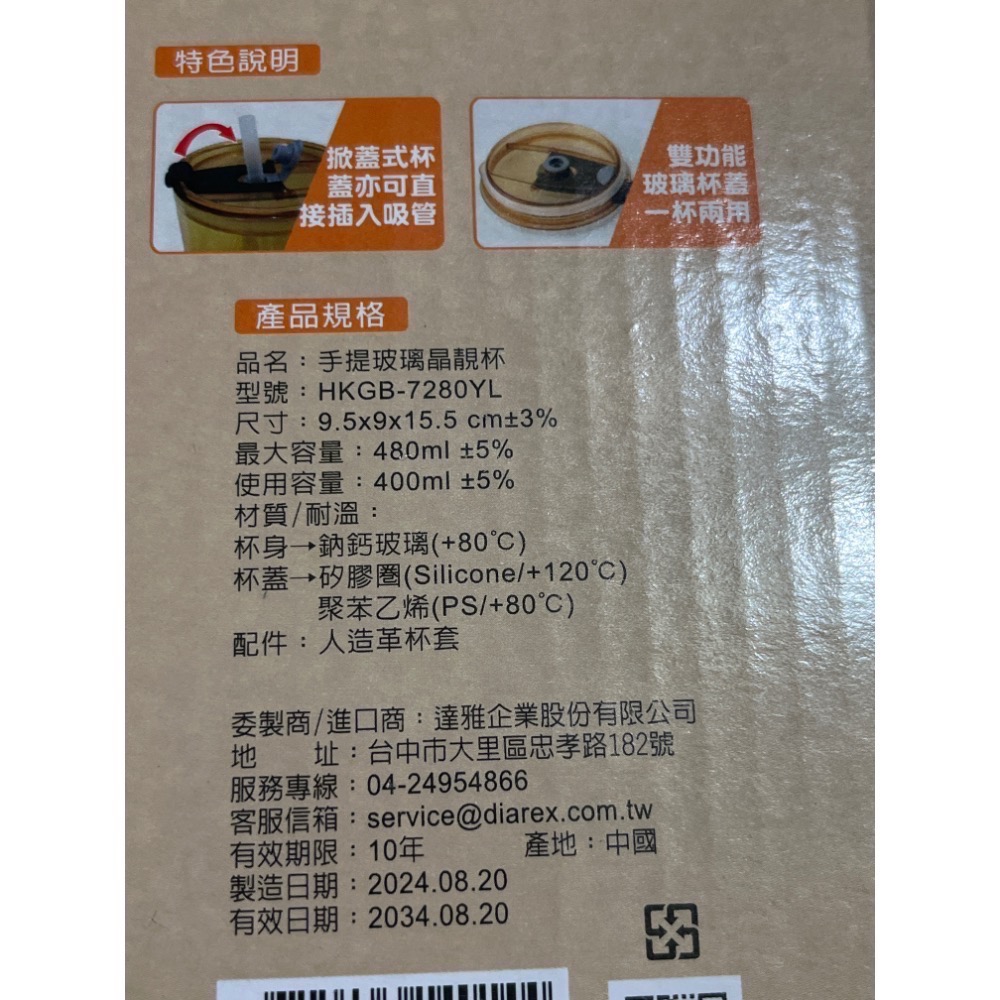 特色說明
掀蓋式杯
蓋亦可直
接插入吸管
雙功能
玻璃杯蓋
一杯兩用
產品規格
品名：手提玻璃晶靚杯
型號：HKGB-7280YL
尺寸：9.5x9x15.5 cm±3%
最大容量：480ml ±5%
使用容量：400ml ±5%
材質/耐溫：
杯身→鈉鈣玻璃(+80℃)
杯蓋→矽膠圈(Silicone/+120℃)
聚苯乙烯(PS/+80℃)
配件：人造革杯套
委製商/進口商：達雅企業股份有限公司
地 址：台中市大里區忠孝路182號
服務專線：04-24954866
客服信箱：service@diarex.com.tw
有效期限：10年 產地：中國
製造日期：2024.08.20
有效日期：2034.08.20